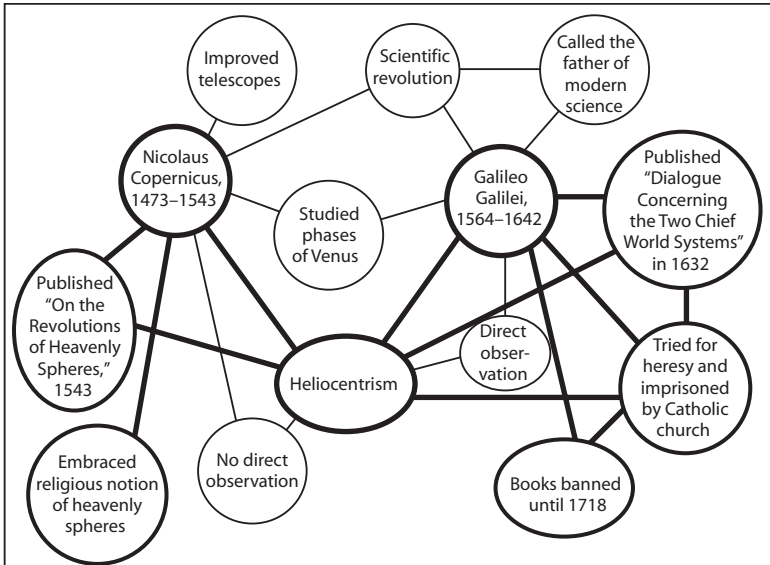 Improved
telescopes
Scientific
revolution
Called the
father of
modern
science
Nicolaus
Copernicus,
1473–1543
Galileo
Galilei,
1564–1642
Published
“Dialogue
Concerning
the Two Chief
World Systems”
in 1632
Studied
phases
of Venus
Published
“On the
Revolutions
of Heavenly
Spheres,”
1543
Heliocentrism
Direct
obser-
vation
Tried for
heresy and
imprisoned
by Catholic
church
Embraced
religious notion
of heavenly
spheres
No direct
observation
Books banned
until 1718